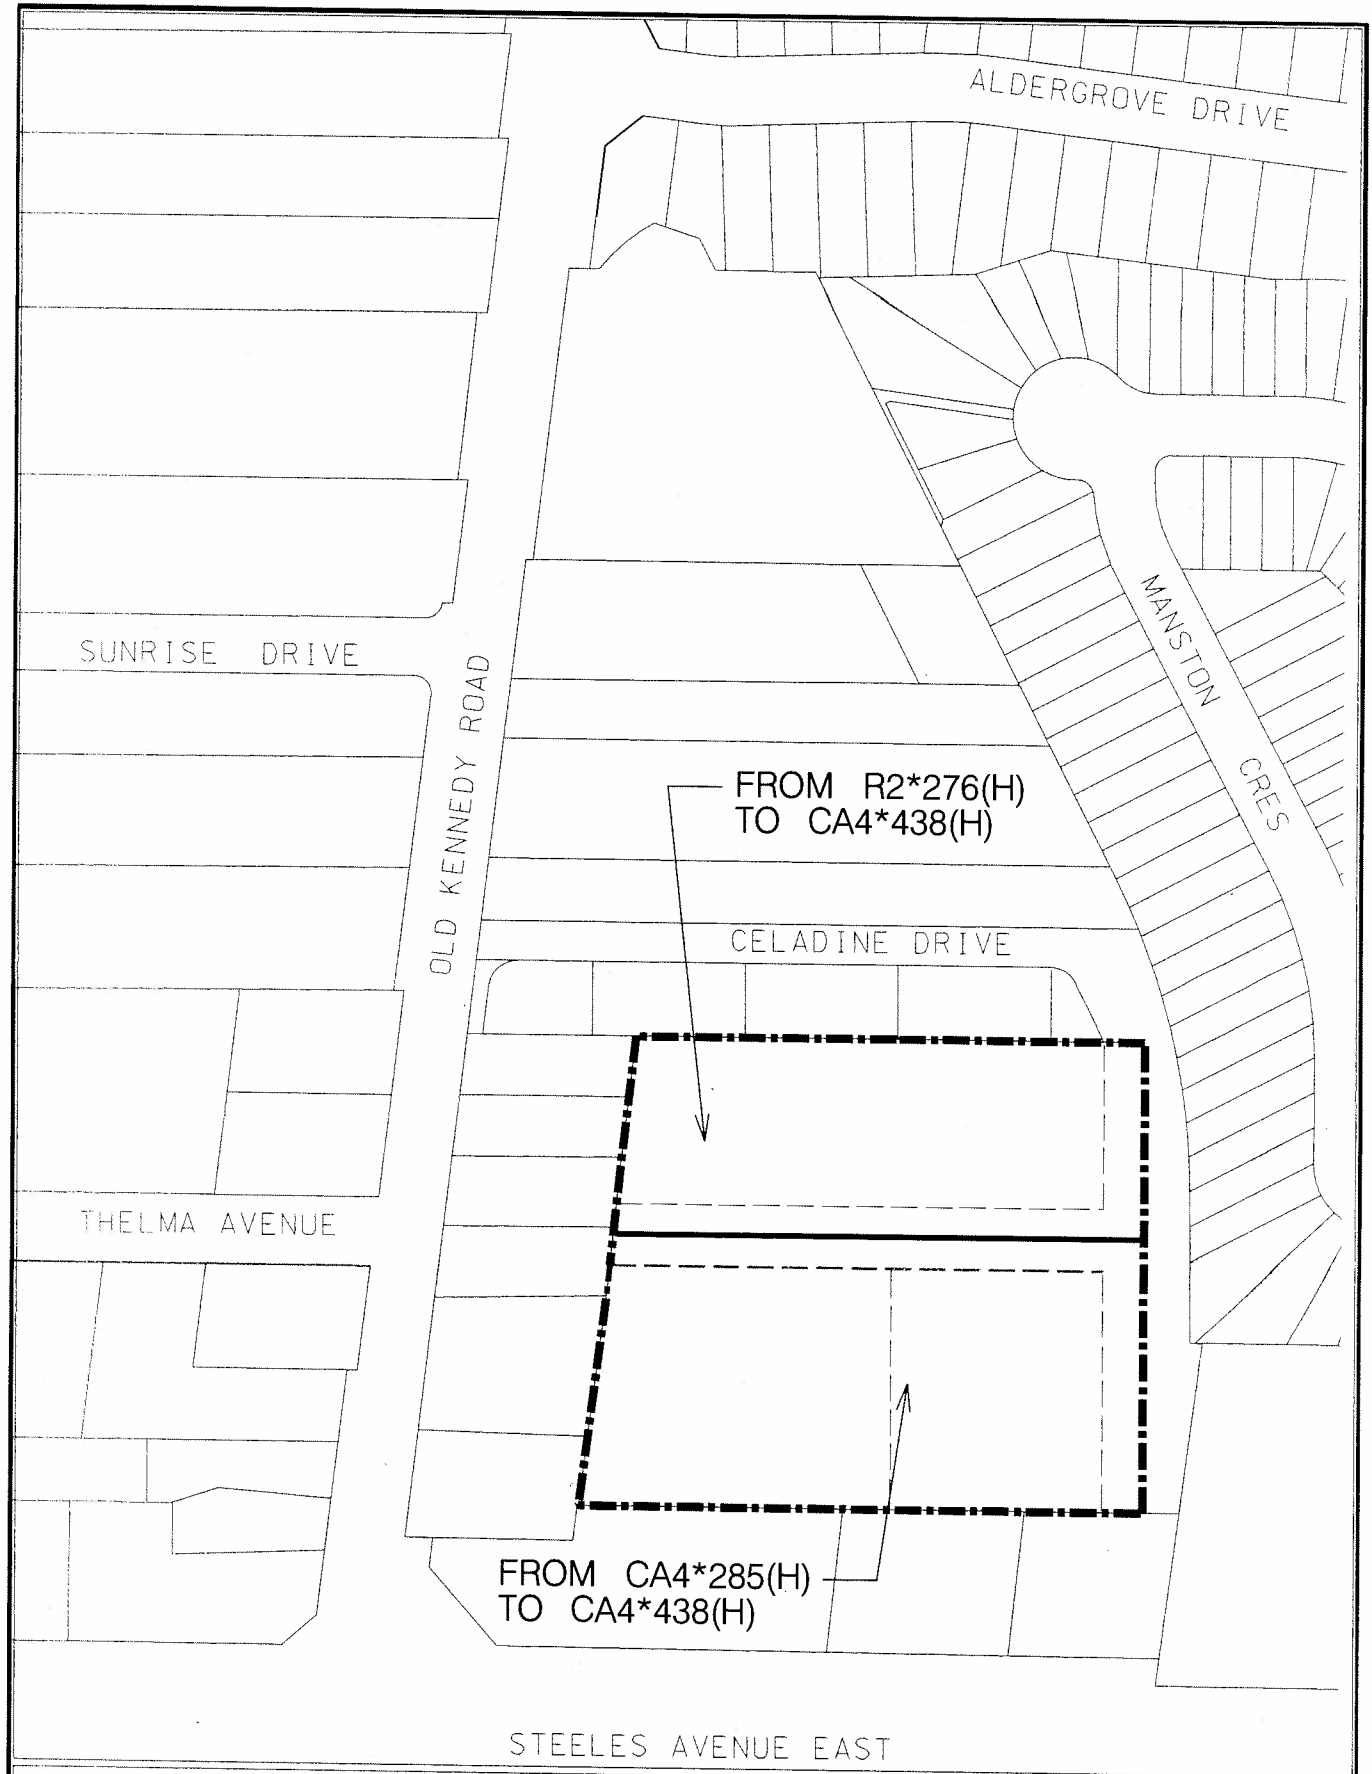 ALDERGROVE DRIVE
SUNRISE DRIVE
OLD KENNEDY ROAD
MANSTON CRES
FROM R2*276(H)
TO CA4*438(H)
CELADINE DRIVE
THELMA AVENUE
FROM CA4*285(H)
TO CA4*438(H)
STEELES AVENUE EAST